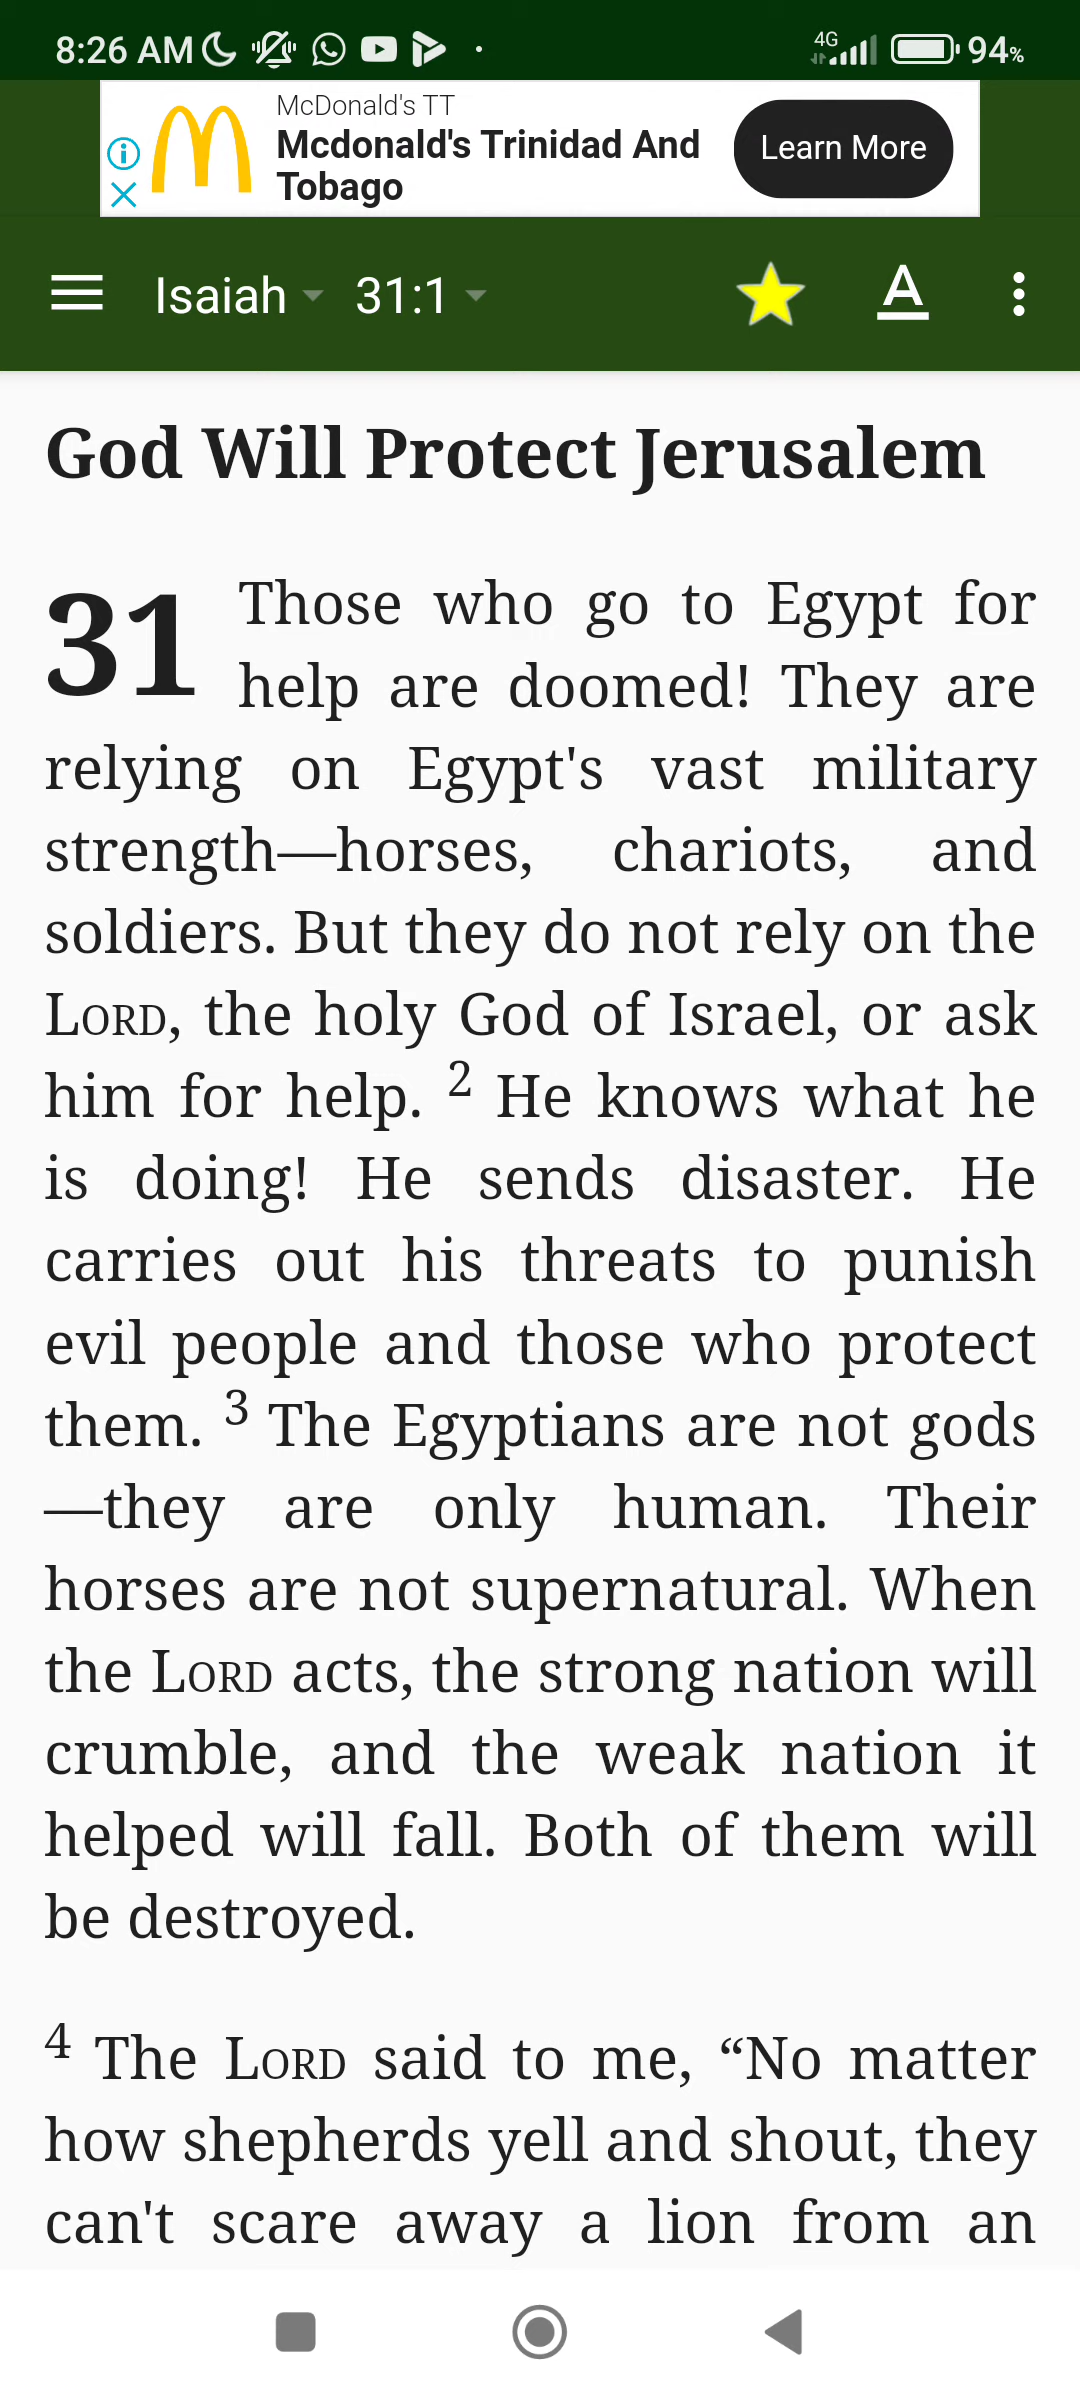 8:26 AM 4G 94%
McDonald's TT
Mcdonald's Trinidad And
Tobago
Learn More
Isaiah 31:1 A
God Will Protect Jerusalem
31 Those who go to Egypt for
help are doomed! They are
relying on Egypt's vast military
strength—horses, chariots, and
soldiers. But they do not rely on the
LORD, the holy God of Israel, or ask
him for help. 2 He knows what he
is doing! He sends disaster. He
carries out his threats to punish
evil people and those who protect
them. 3 The Egyptians are not gods
—they are only human. Their
horses are not supernatural. When
the LORD acts, the strong nation will
crumble, and the weak nation it
helped will fall. Both of them will
be destroyed.
4 The LORD said to me, “No matter
how shepherds yell and shout, they
can't scare away a lion from an